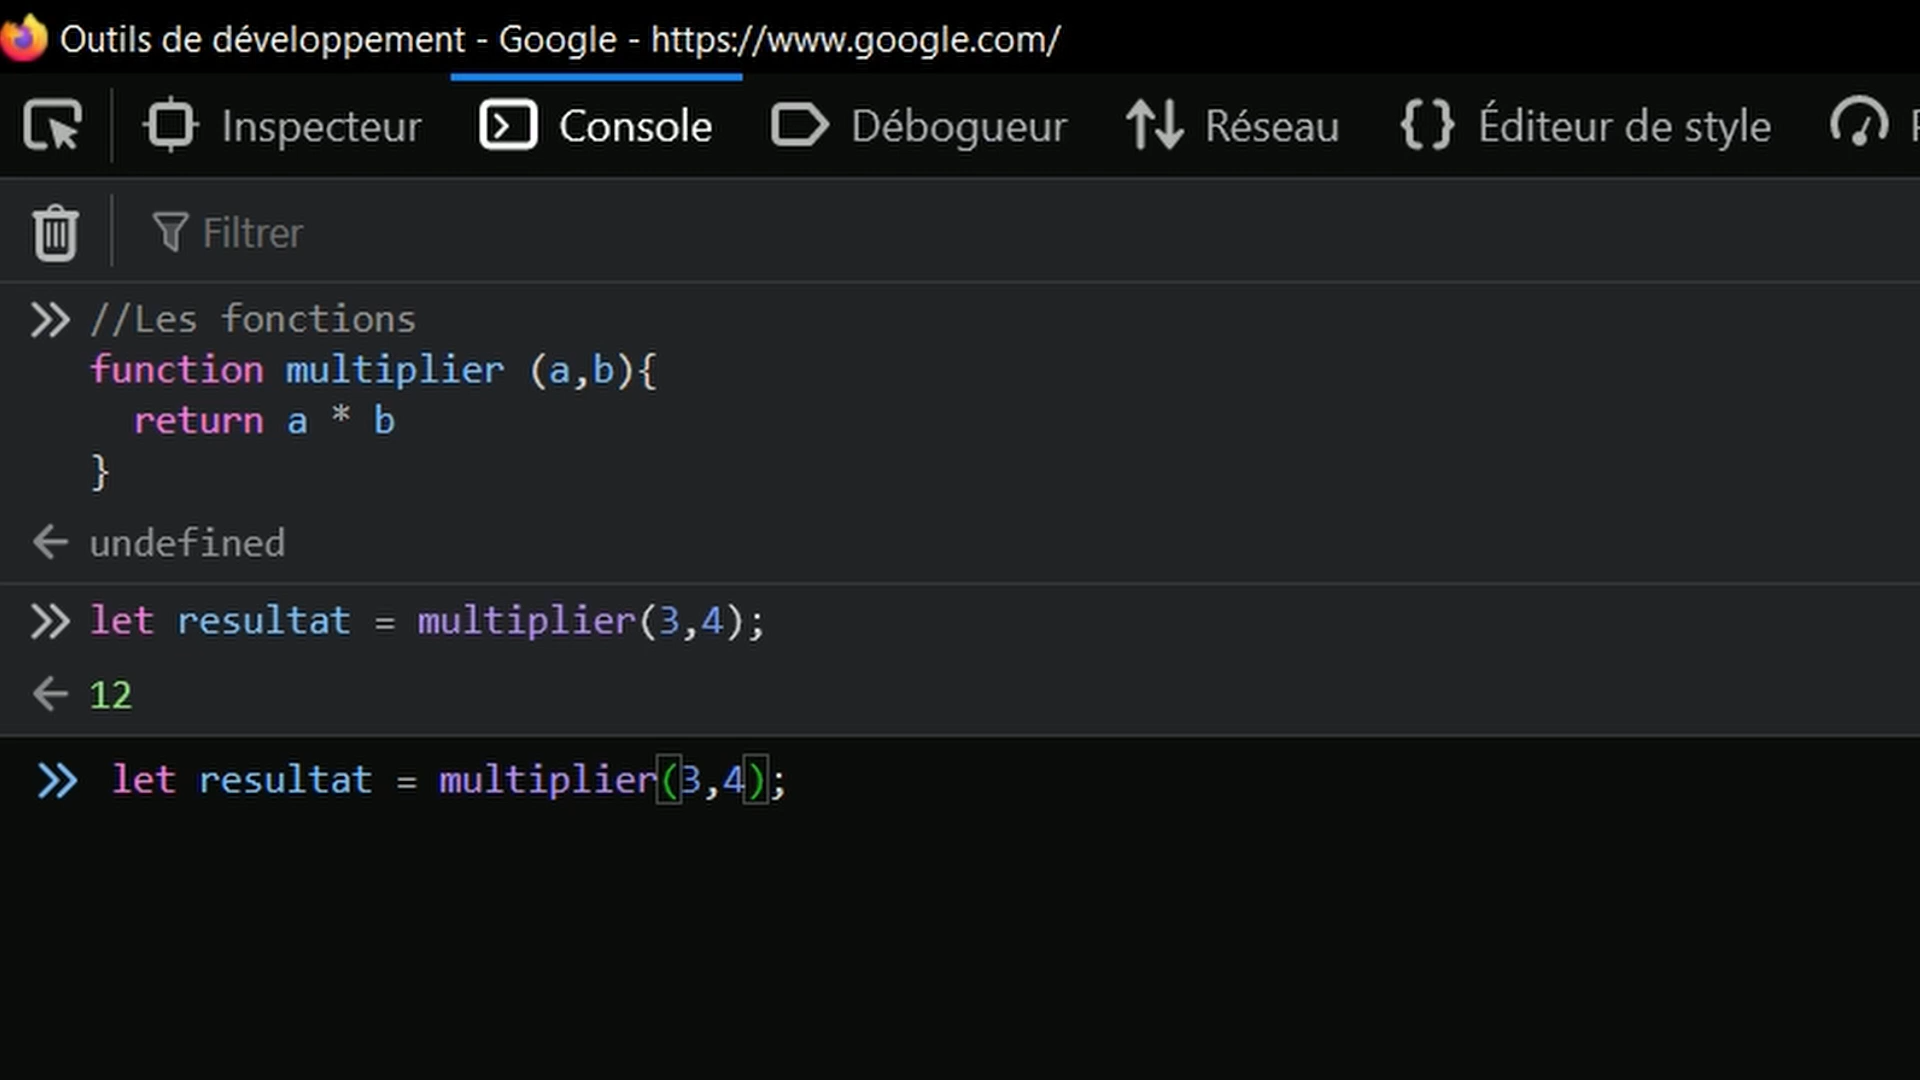 Outils de développement - Google - https://www.google.com/
Inspecteur Console Débogueur Réseau Éditeur de style
Filtrer
//Les fonctions
function multiplier (a,b){
return a * b
}
undefined
let resultat = multiplier(3,4);
12
let resultat = multiplier(3,4);